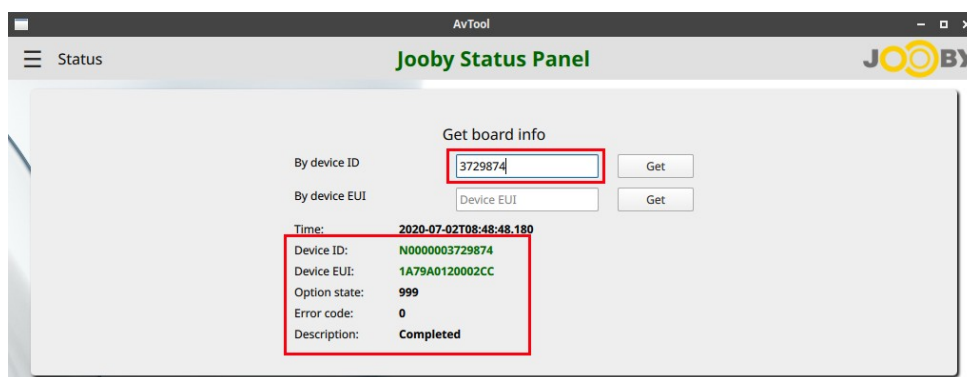 AvTool
Status
Jooby Status Panel
JOOBY
Get board info
By device ID 3729874 Get
By device EUI Device EUI Get
Time: 2020-07-02T08:48:48.180
Device ID: N0000003729874
Device EUI: 1A79A0120002CC
Option state: 999
Error code: 0
Description: Completed